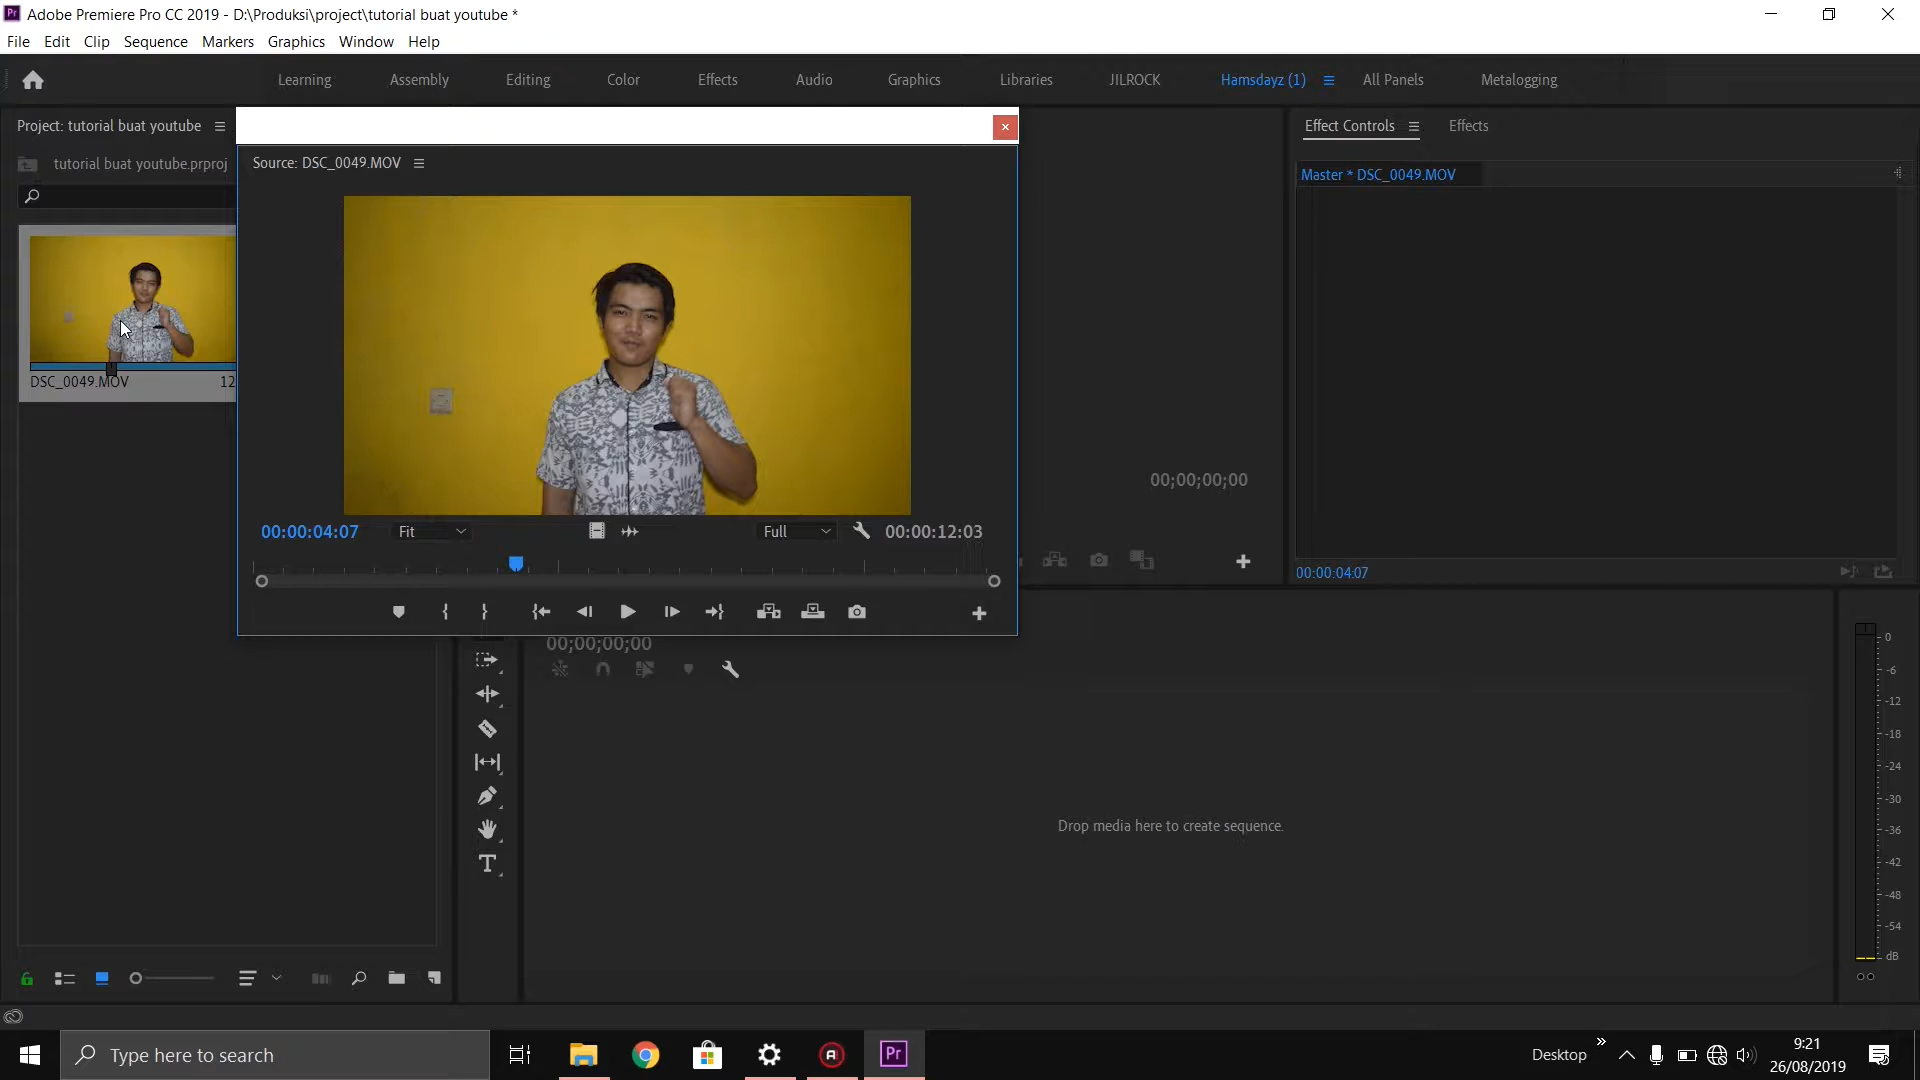 Adobe Premiere Pro CC 2019 - D:\Produksi\project\tutorial buat youtube *
File Edit Clip Sequence Markers Graphics Window Help
Learning Assembly Editing Color Effects Audio Graphics Libraries JILROCK Hamsdayz (1) All Panels Metalogging
Project: tutorial buat youtube
tutorial buat youtube.prproj
DSC_0049.MOV 12
Source: DSC_0049.MOV
00:00:04:07 Fit Full 00:00:12:03
00;00;00;00
Effect Controls Effects
Master * DSC_0049.MOV
00:00:04:07
00;00;00;00
Drop media here to create sequence.
0
-6
-12
-18
-24
-30
-36
-42
-48
-54
dB
Type here to search
Desktop
9:21
26/08/2019